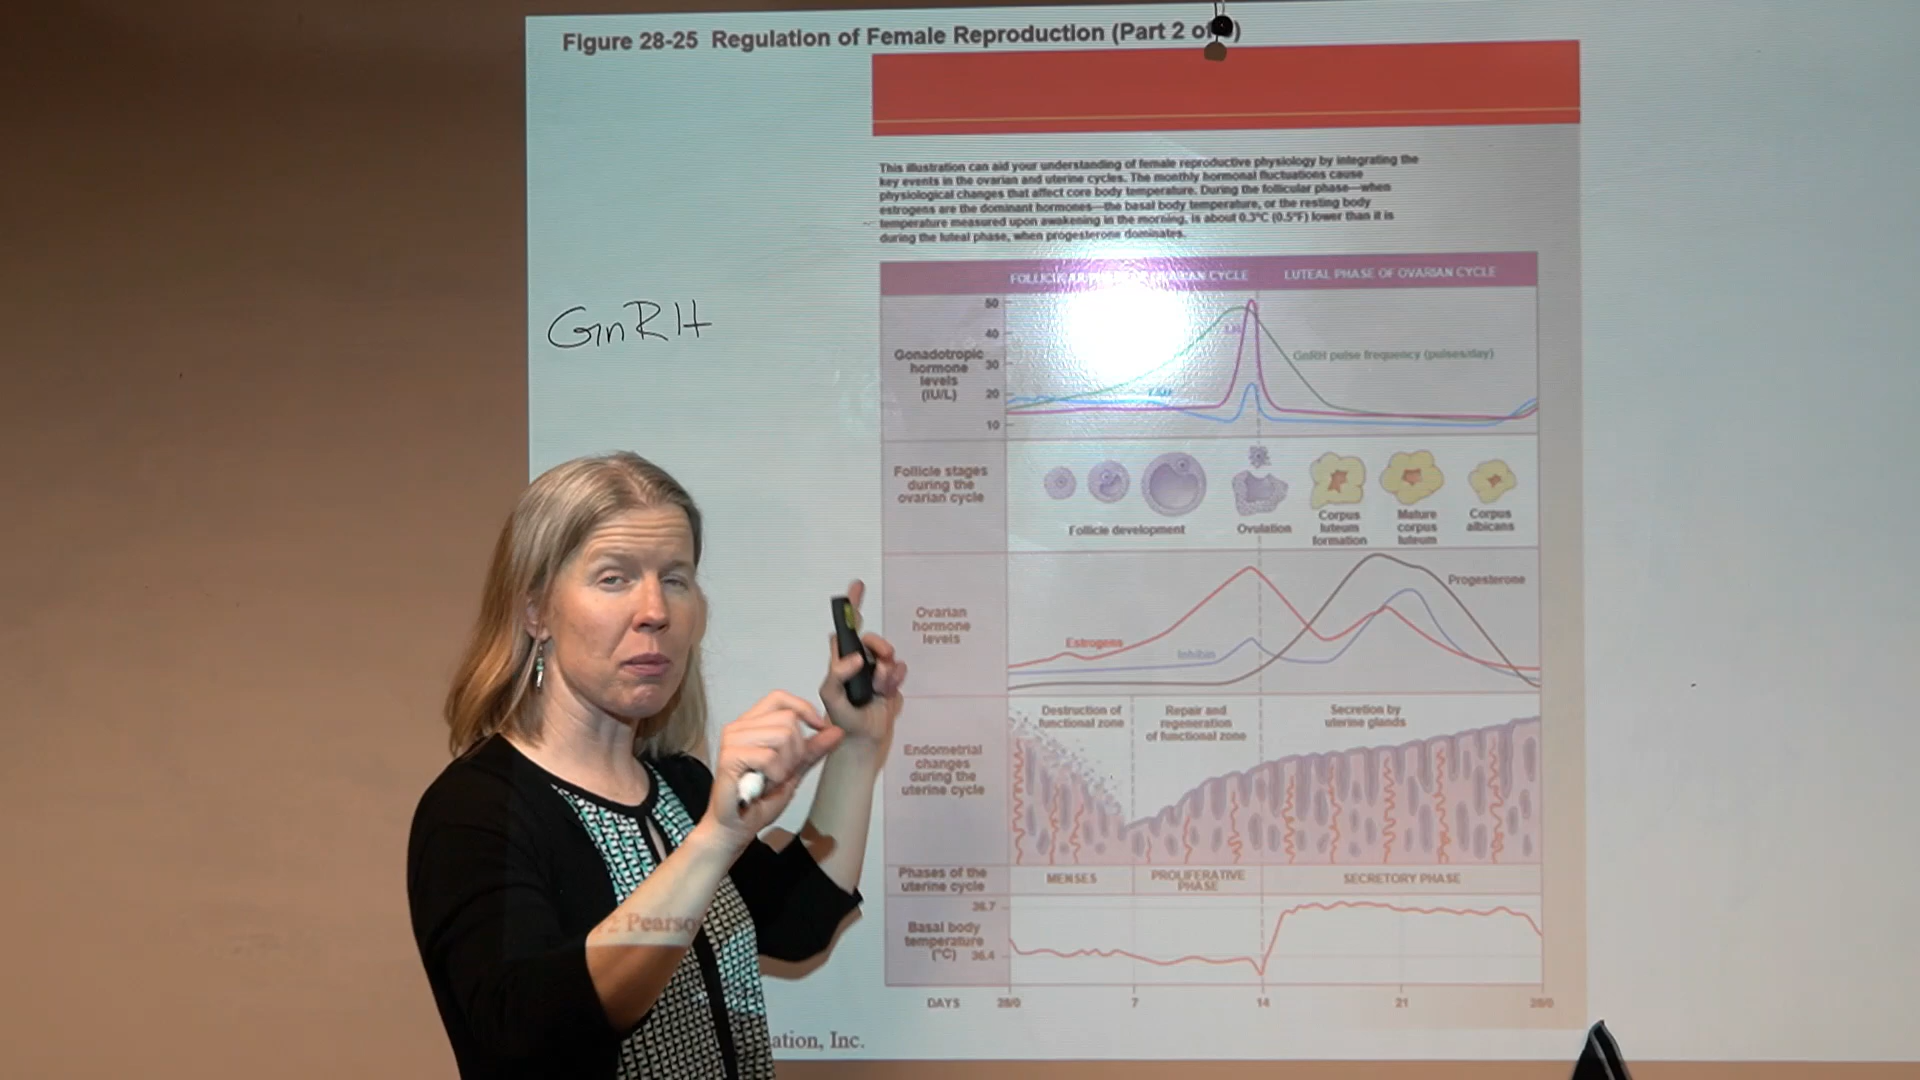 Figure 28-25 Regulation of Female Reproduction (Part 2 of
This illustration can aid your understanding of female reproductive physiology by integrating the
key events in the ovarian and uterine cycles. The monthly hormonal fluctuations cause
physiological changes that affect core body temperature. During the follicular phase—when
estrogens are the dominant hormones—the basal body temperature, or the resting body
temperature measured upon awakening in the morning, is about 0.3°C (0.5°F) lower than it is
during the luteal phase, when progesterone dominates.
CYCLE
LUTEAL PHASE OF OVARIAN CYCLE
GnRH
Gonadotropic
hormone
levels
(IU/L)
50
40
30
20
10
GnRH pulse frequency (pulses/day)
Follicle stages
during the
ovarian cycle
Follicle development
Ovulation
Corpus
luteum
formation
Mature
corpus
luteum
Corpus
albicans
Ovarian
hormone
levels
Estrogens
Inhibin
Progesterone
Endometrial
changes
during the
uterine cycle
Destruction of
functional zone
Repair and
regeneration
of functional zone
Secretion by
uterine glands
Phases of the
uterine cycle
MENSES
PROLIFERATIVE
PHASE
SECRETORY PHASE
Basal body
temperature
(°C)
36.7
36.4
DAYS
28/0
7
14
21
28/0